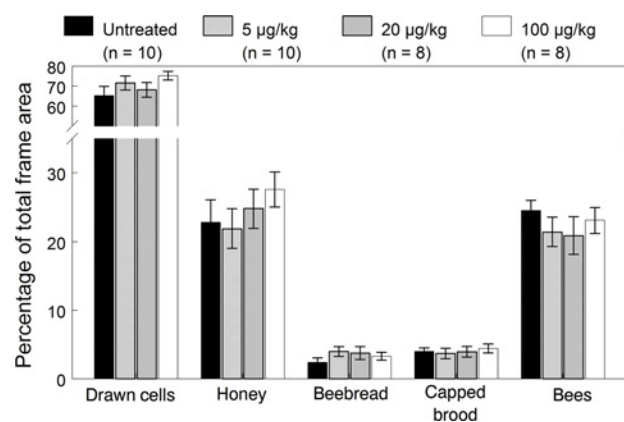 Untreated 5 µg/kg 20 µg/kg 100 µg/kg
(n = 10) (n = 10) (n = 8) (n = 8)
Percentage of total frame area
80
70
60
30
20
10
0
Drawn cells Honey Beebread Capped Bees
brood